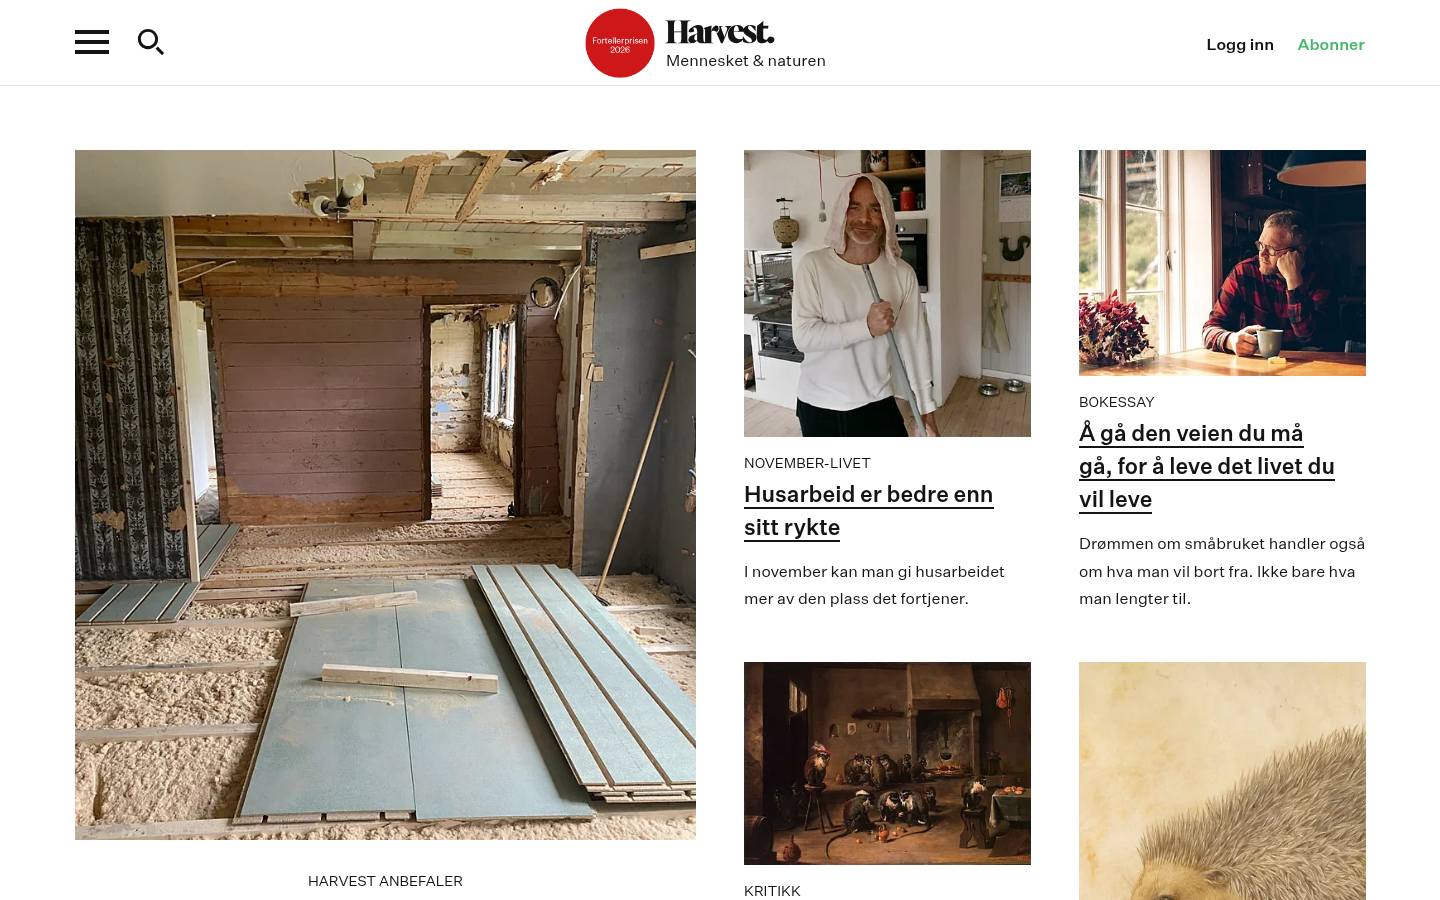 Fortellerprisen
2026
Harvest.
Mennesket & naturen
Logg inn
Abonner
HARVEST ANBEFALER
NOVEMBER-LIVET
Husarbeid er bedre enn
sitt rykte
I november kan man gi husarbeidet
mer av den plass det fortjener.
BOKESSAY
Å gå den veien du må
gå, for å leve det livet du
vil leve
Drømmen om småbruket handler også
om hva man vil bort fra. Ikke bare hva
man lengter til.
KRITIKK